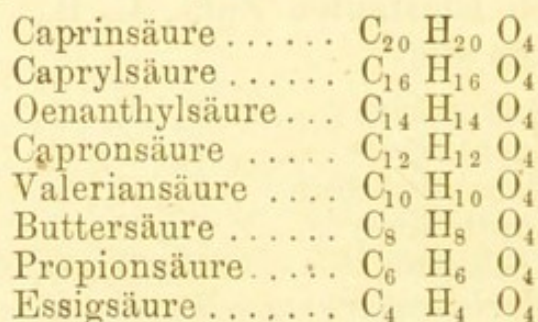 Caprinsäure ...... C₂₀ H₂₀ O₄
Caprylsäure ...... C₁₆ H₁₆ O₄
Oenanthylsäure ... C₁₄ H₁₄ O₄
Capronsäure ..... C₁₂ H₁₂ O₄
Valeriansäure .... C₁₀ H₁₀ O₄
Buttersäure ...... C₈ H₈ O₄
Propionsäure ..... C₆ H₆ O₄
Essigsäure ....... C₄ H₄ O₄